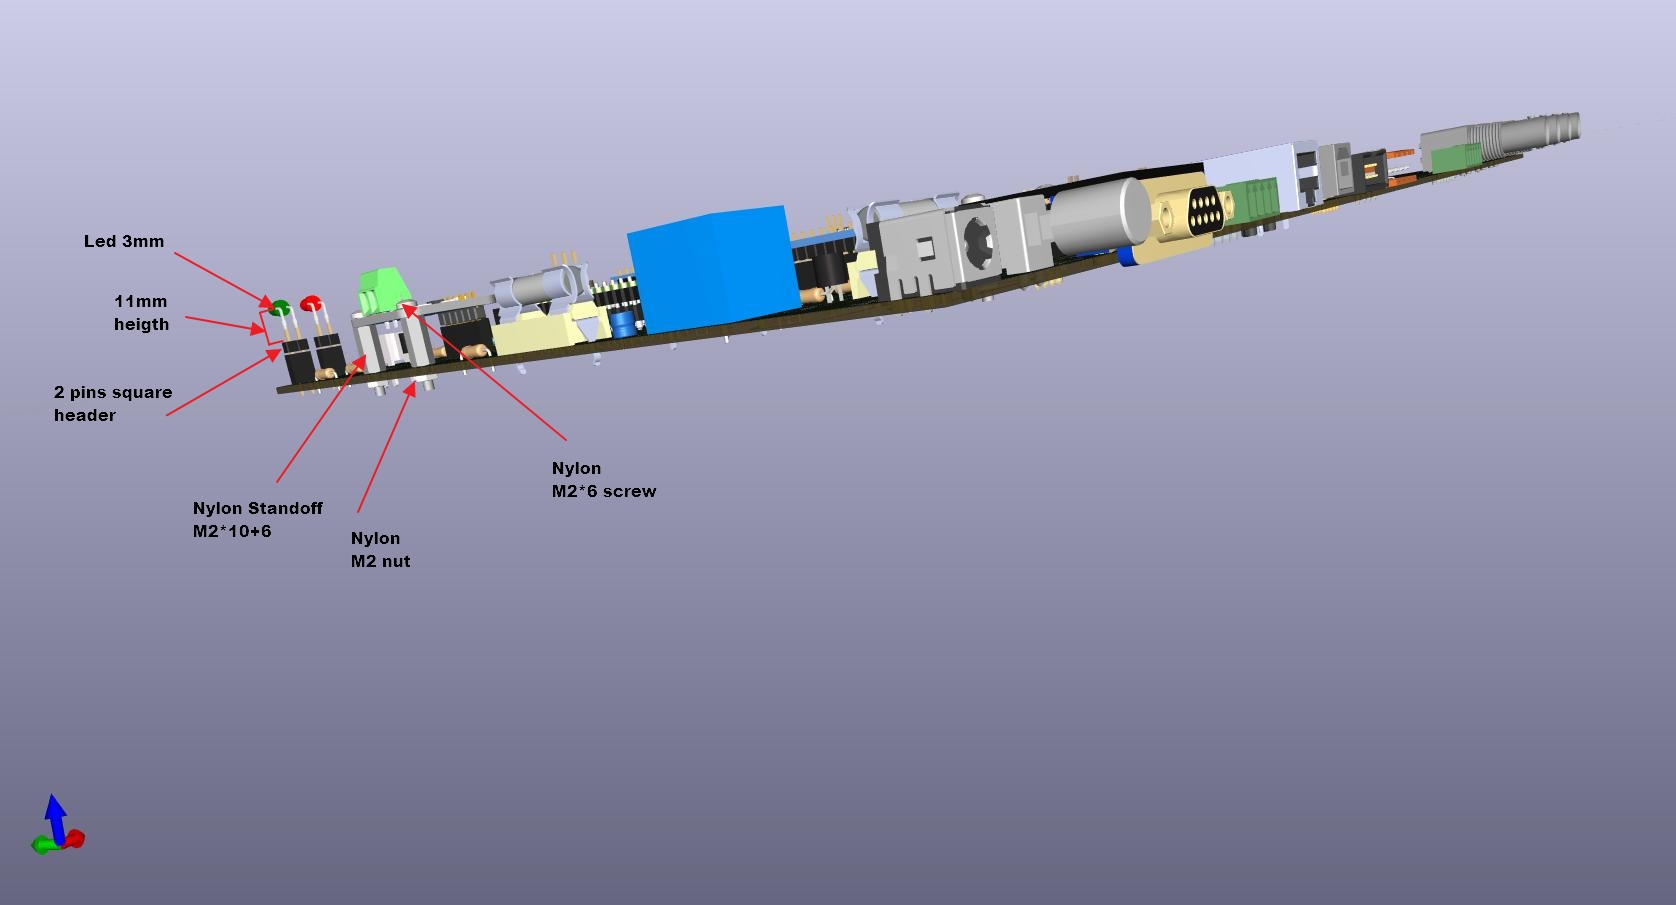 Led 3mm
11mm
heigth
2 pins square
header
Nylon
M2*6 screw
Nylon Standoff
M2*10+6
Nylon
M2 nut